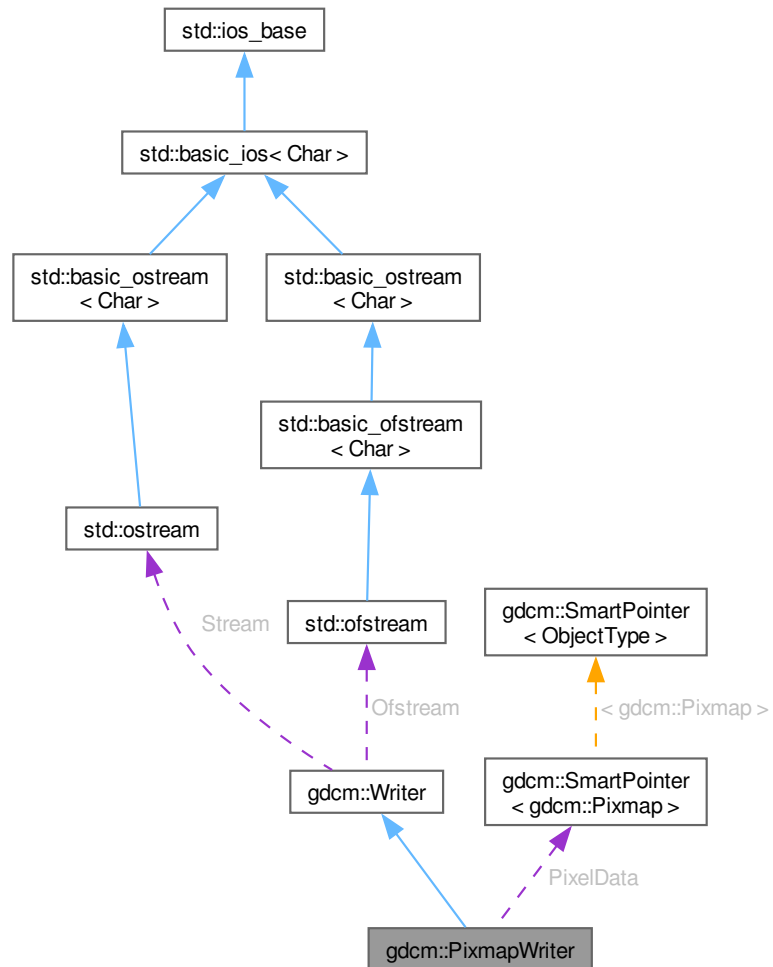 std::ios_base
std::basic_ios< Char >
std::basic_ostream
< Char >
std::basic_ostream
< Char >
std::basic_ofstream
< Char >
std::ostream
std::ofstream
gdcm::SmartPointer
< ObjectType >
Stream
Ofstream
< gdcm::Pixmap >
gdcm::Writer
gdcm::SmartPointer
< gdcm::Pixmap >
PixelData
gdcm::PixmapWriter